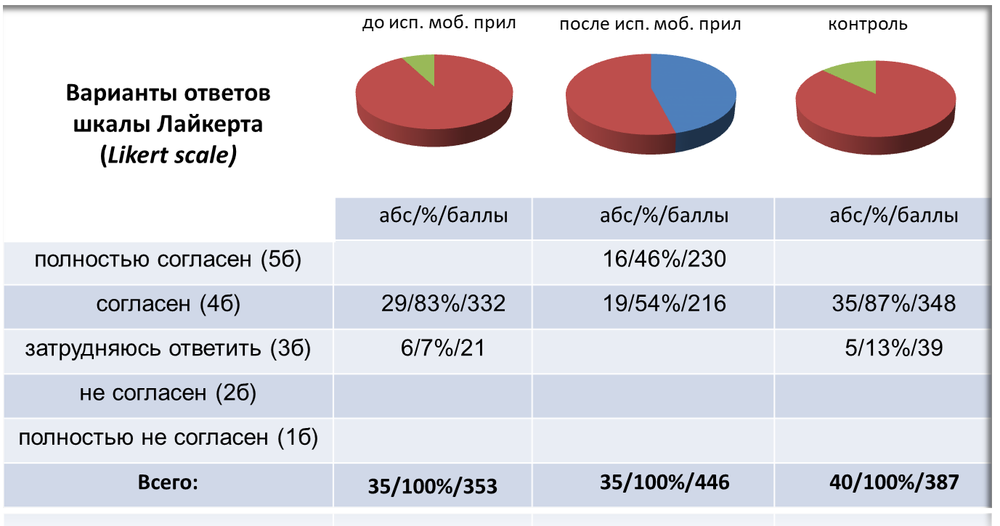 до исп. моб. прил
после исп. моб. прил
контроль
Варианты ответов
шкалы Лайкерта
(Likert scale)
абс/%/баллы
абс/%/баллы
абс/%/баллы
полностью согласен (5б)
16/46%/230
согласен (4б)
29/83%/332
19/54%/216
35/87%/348
затрудняюсь ответить (3б)
6/7%/21
5/13%/39
не согласен (2б)
полностью не согласен (1б)
Всего:
35/100%/353
35/100%/446
40/100%/387